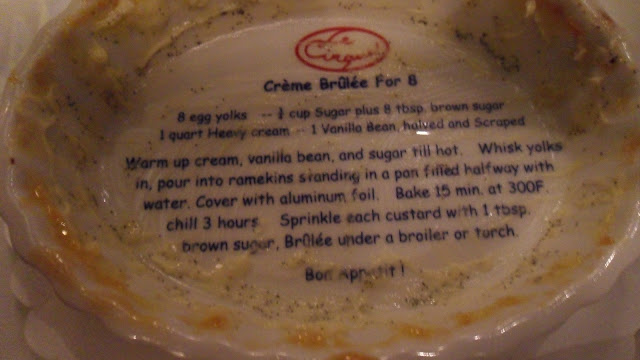 Le Cirque
Crème Brûlée For 8
8 egg yolks -- ¾ cup Sugar plus 8 tbsp. brown sugar
1 quart Heavy cream -- 1 Vanilla Bean, halved and Scraped
Warm up cream, vanilla bean, and sugar till hot. Whisk yolks
in, pour into ramekins standing in a pan filled halfway with
water. Cover with aluminum foil. Bake 15 min. at 300F.
chill 3 hours Sprinkle each custard with 1 tbsp.
brown sugar, Brûlée under a broiler or torch.
Bon Appetit!